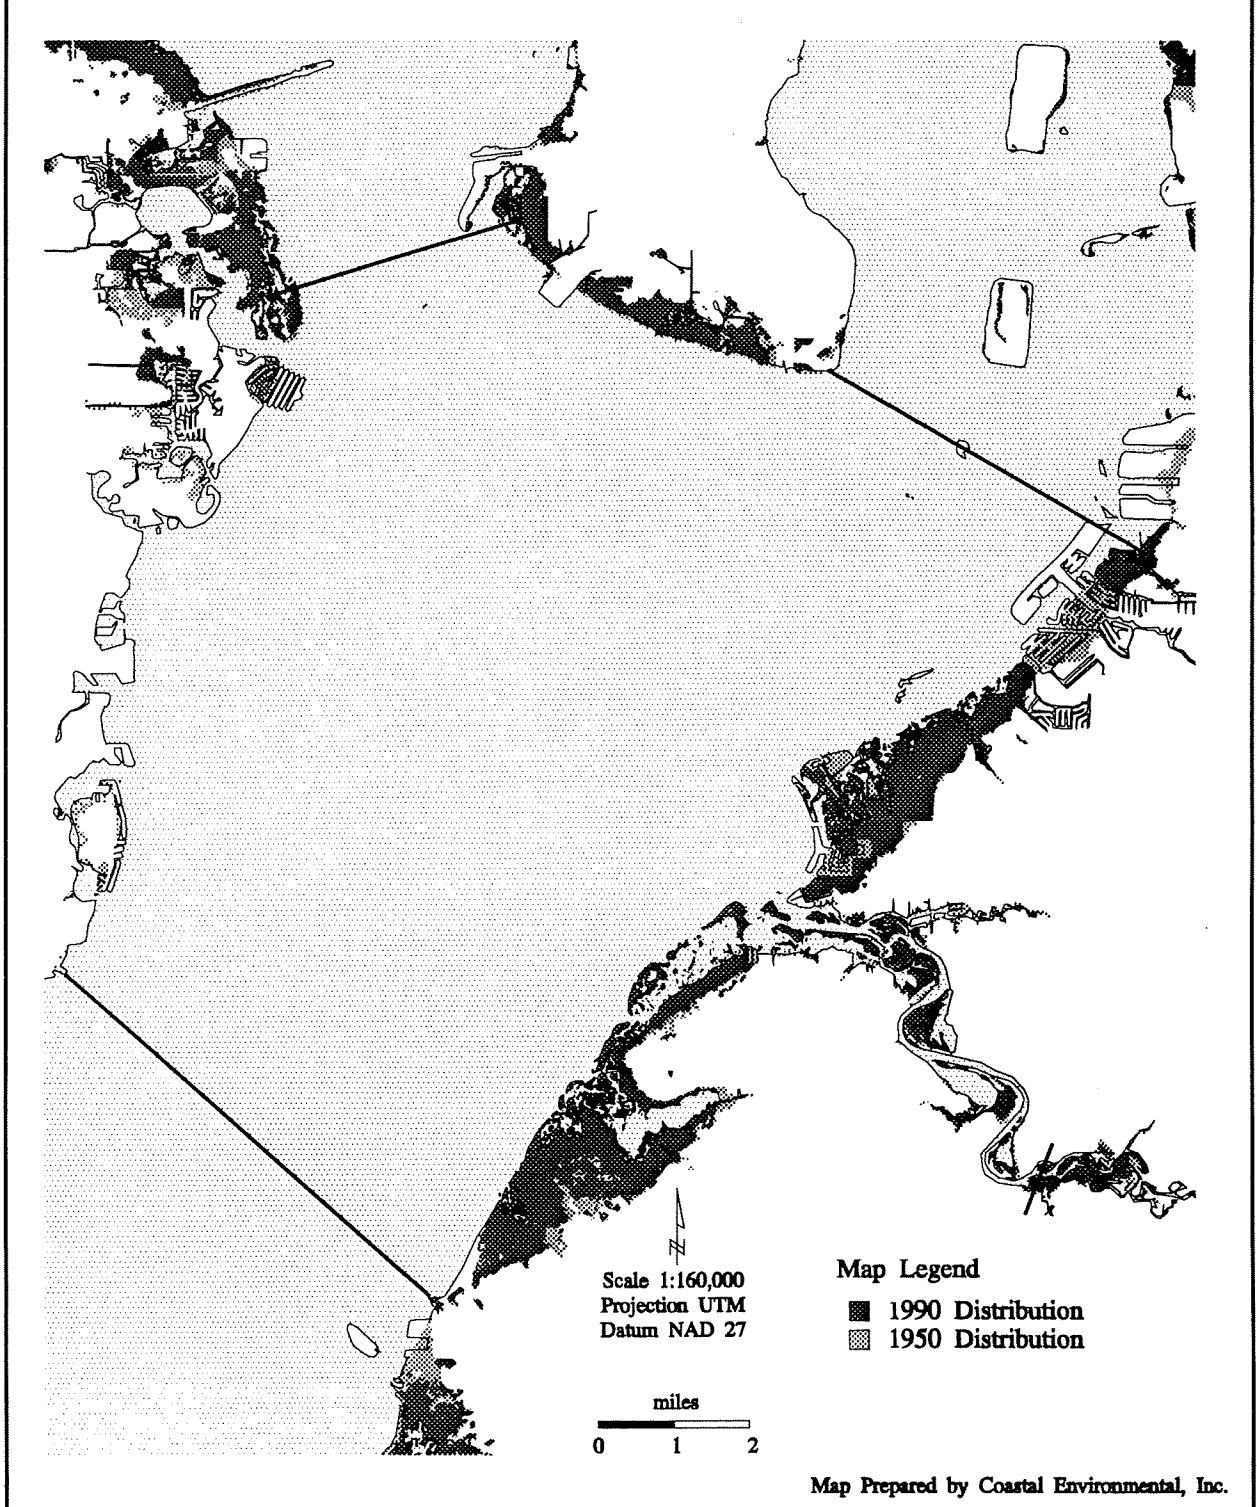 Scale 1:160,000
Projection UTM
Datum NAD 27
Map Legend
1990 Distribution
1950 Distribution
miles
0 1 2
Map Prepared by Coastal Environmental, Inc.